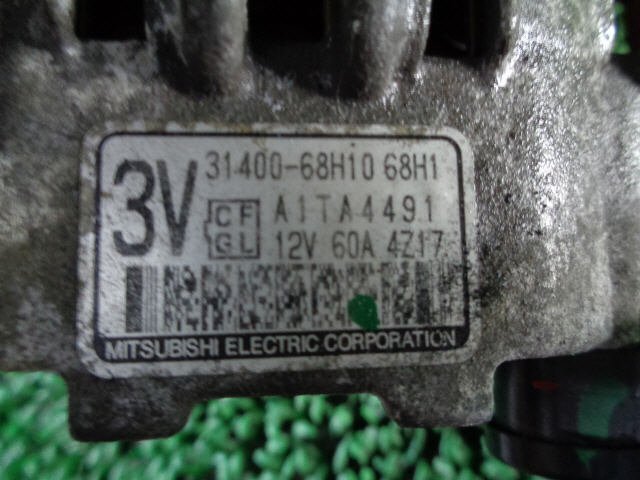 3V
31400-68H10 68H1
CF
GL
A1TA4491
12V 60A 4Z17
MITSUBISHI ELECTRIC CORPORATION